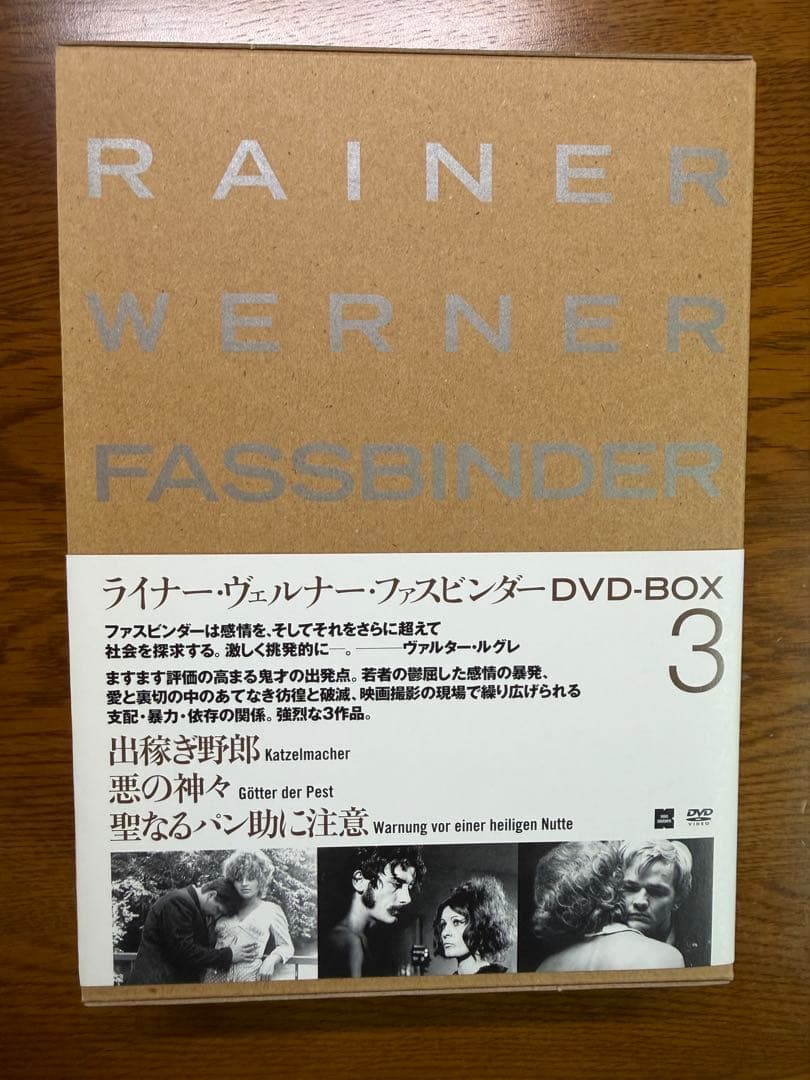 RAINER
WERNER
FASSBINDER
ライナー・ヴェルナー・ファスビンダー DVD-BOX
3
ファスビンダーは感情を、そしてそれをさらに超えて
社会を探求する。激しく挑発的に―。――――ヴァルター・ルグレ
ますます評価の高まる鬼才の出発点。若者の鬱屈した感情の暴発、
愛と裏切の中のあてなき彷徨と破滅、映画撮影の現場で繰り広げられる
支配・暴力・依存の関係。強烈な3作品。
出稼ぎ野郎 Katzelmacher
悪の神々 Götter der Pest
聖なるパン助に注意 Warnung vor einer heiligen Nutte
DVD
VIDEO